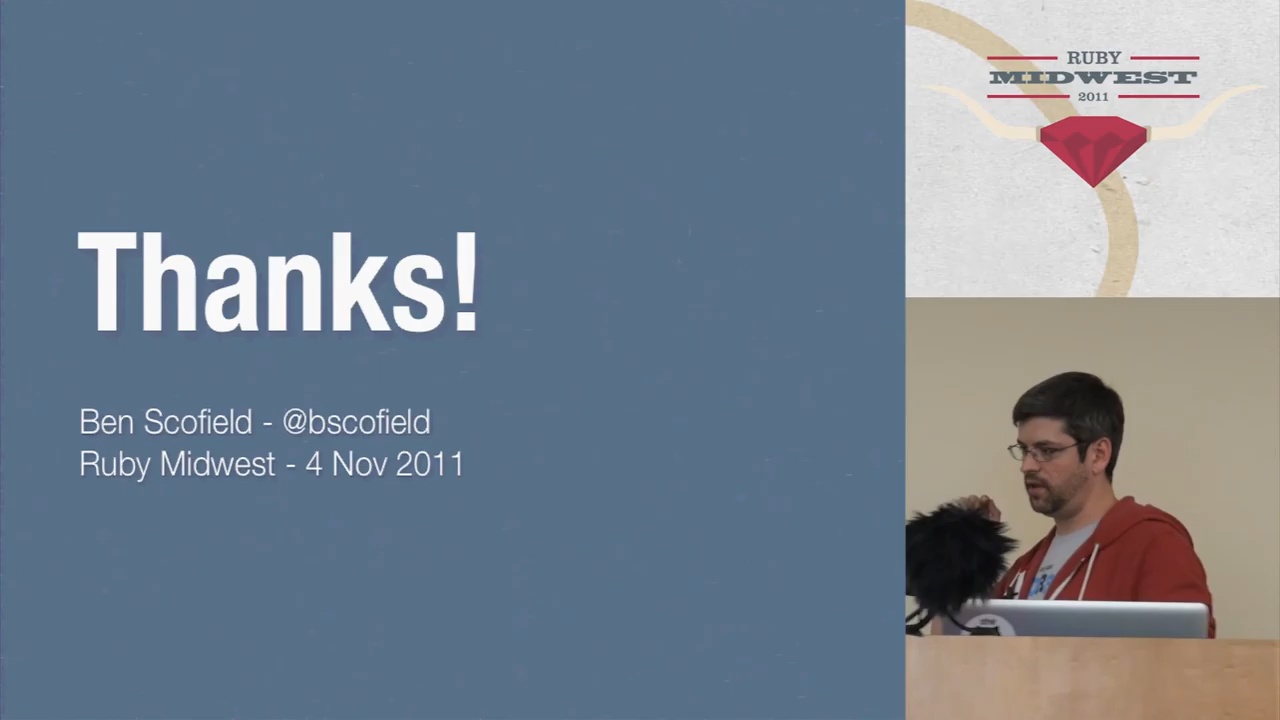 Thanks!
Ben Scofield - @bscofield
Ruby Midwest - 4 Nov 2011
RUBY
MIDWEST
2011